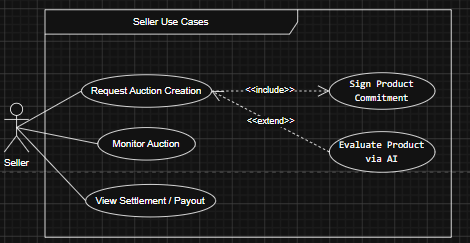 Seller Use Cases
Request Auction Creation
<<include>>
Sign Product
Commitment
<<extend>>
Monitor Auction
Evaluate Product
via AI
Seller
View Settlement / Payout